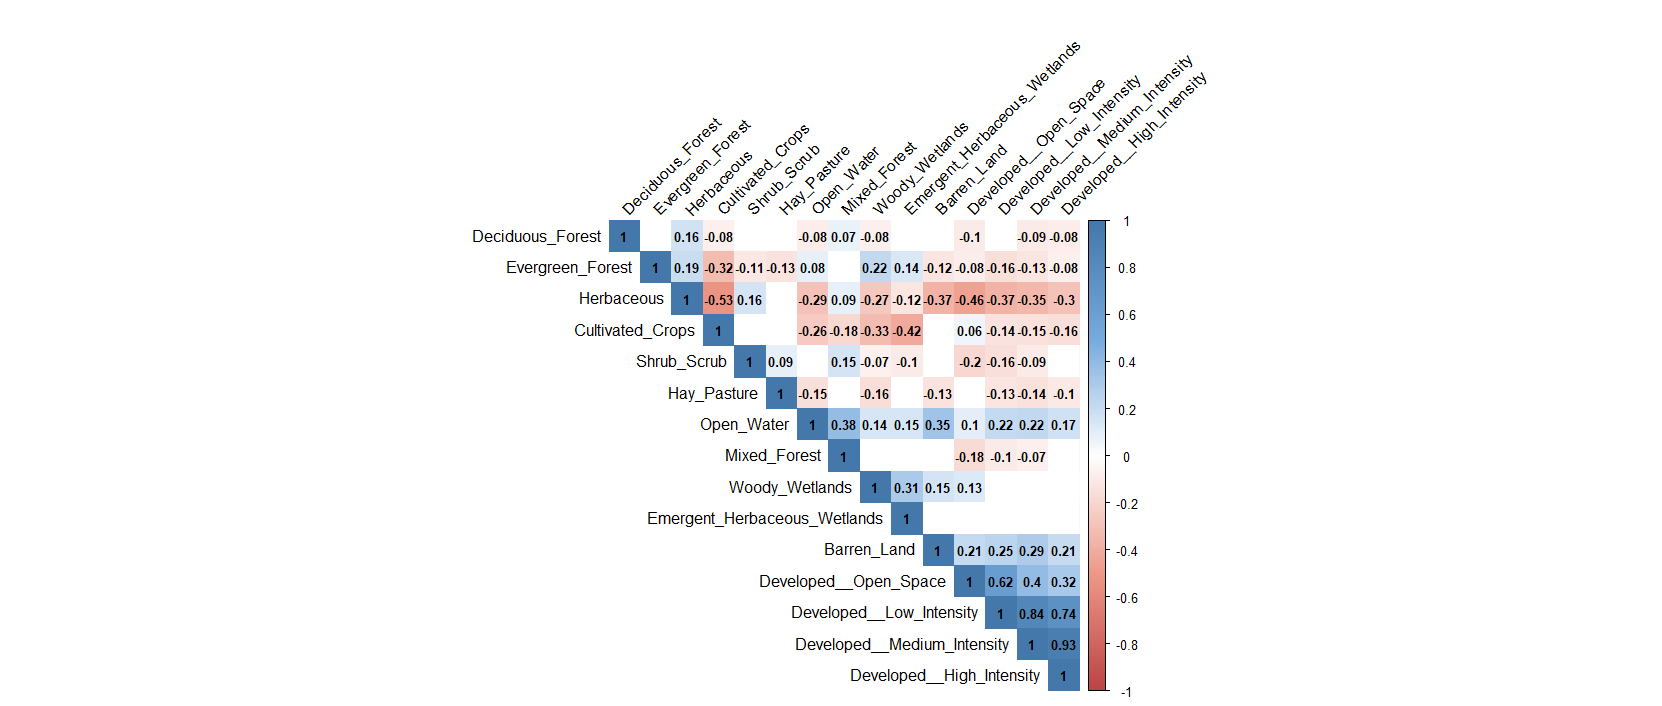 Deciduous_Forest
Evergreen_Forest
Herbaceous
Cultivated_Crops
Shrub_Scrub
Hay_Pasture
Open_Water
Mixed_Forest
Woody_Wetlands
Emergent_Herbaceous_Wetlands
Barren_Land
Developed__Open_Space
Developed__Low_Intensity
Developed__Medium_Intensity
Developed__High_Intensity
Deciduous_Forest 1 0.16 -0.08 -0.08 0.07 -0.08 -0.1 -0.09 -0.08
Evergreen_Forest 1 0.19 -0.32 -0.11 -0.13 0.08 0.22 0.14 -0.12 -0.08 -0.16 -0.13 -0.08
Herbaceous 1 -0.53 0.16 -0.29 0.09 -0.27 -0.12 -0.37 -0.46 -0.37 -0.35 -0.3
Cultivated_Crops 1 -0.26 -0.18 -0.33 -0.42 0.06 -0.14 -0.15 -0.16
Shrub_Scrub 1 0.09 0.15 -0.07 -0.1 -0.2 -0.16 -0.09
Hay_Pasture 1 -0.15 -0.16 -0.13 -0.13 -0.14 -0.1
Open_Water 1 0.38 0.14 0.15 0.35 0.1 0.22 0.22 0.17
Mixed_Forest 1 -0.18 -0.1 -0.07
Woody_Wetlands 1 0.31 0.15 0.13
Emergent_Herbaceous_Wetlands 1
Barren_Land 1 0.21 0.25 0.29 0.21
Developed__Open_Space 1 0.62 0.4 0.32
Developed__Low_Intensity 1 0.84 0.74
Developed__Medium_Intensity 1 0.93
Developed__High_Intensity 1
1
0.8
0.6
0.4
0.2
0
-0.2
-0.4
-0.6
-0.8
-1